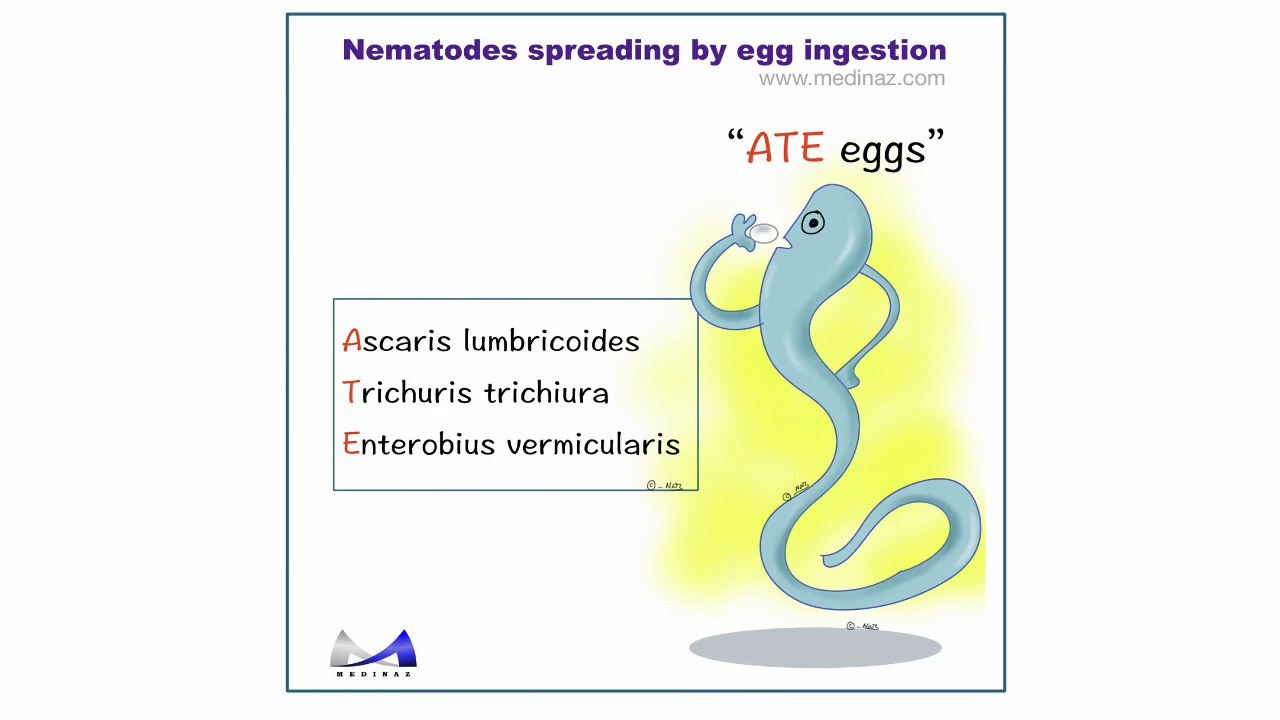 Nematodes spreading by egg ingestion
www.medinaz.com
“ATE eggs”
Ascaris lumbricoides
Trichuris trichiura
Enterobius vermicularis
MEDINAZ